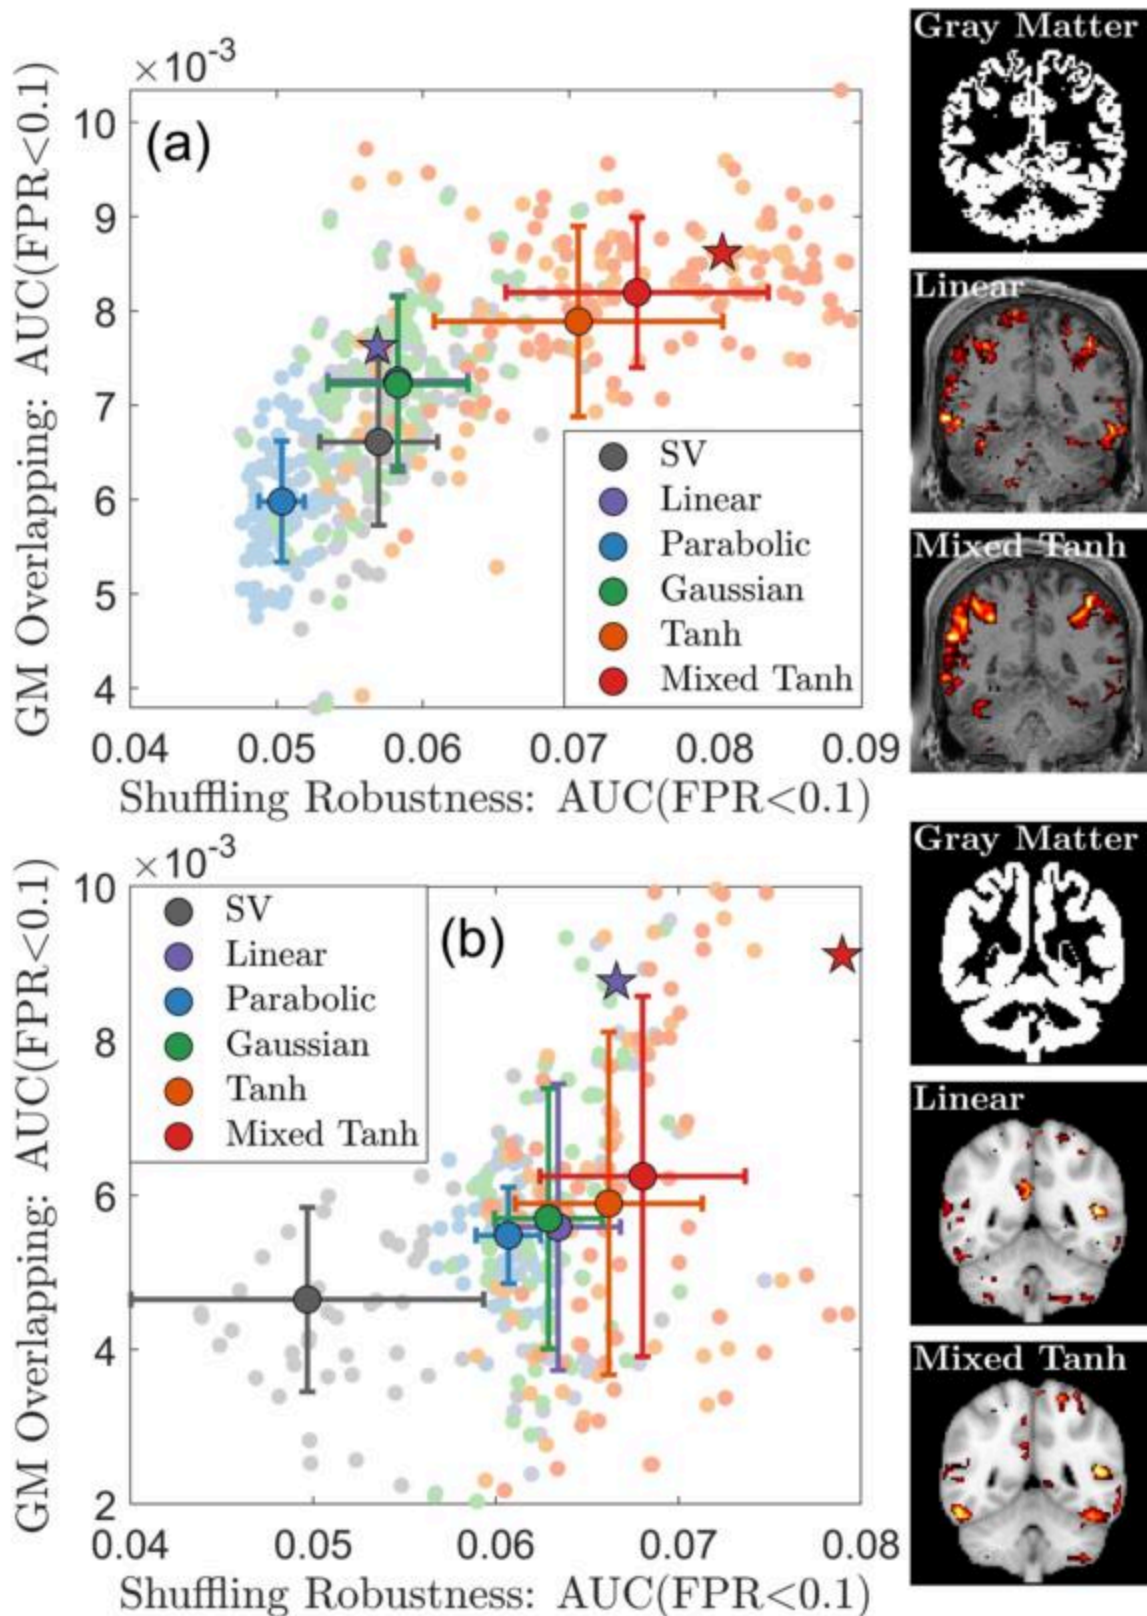 ×10⁻³
(a)
GM Overlapping: AUC(FPR<0.1)
10
9
8
7
6
5
4
SV
Linear
Parabolic
Gaussian
Tanh
Mixed Tanh
0.04 0.05 0.06 0.07 0.08 0.09
Shuffling Robustness: AUC(FPR<0.1)
Gray Matter
Linear
Mixed Tanh
×10⁻³
(b)
GM Overlapping: AUC(FPR<0.1)
10
8
6
4
2
SV
Linear
Parabolic
Gaussian
Tanh
Mixed Tanh
0.04 0.05 0.06 0.07 0.08
Shuffling Robustness: AUC(FPR<0.1)
Gray Matter
Linear
Mixed Tanh